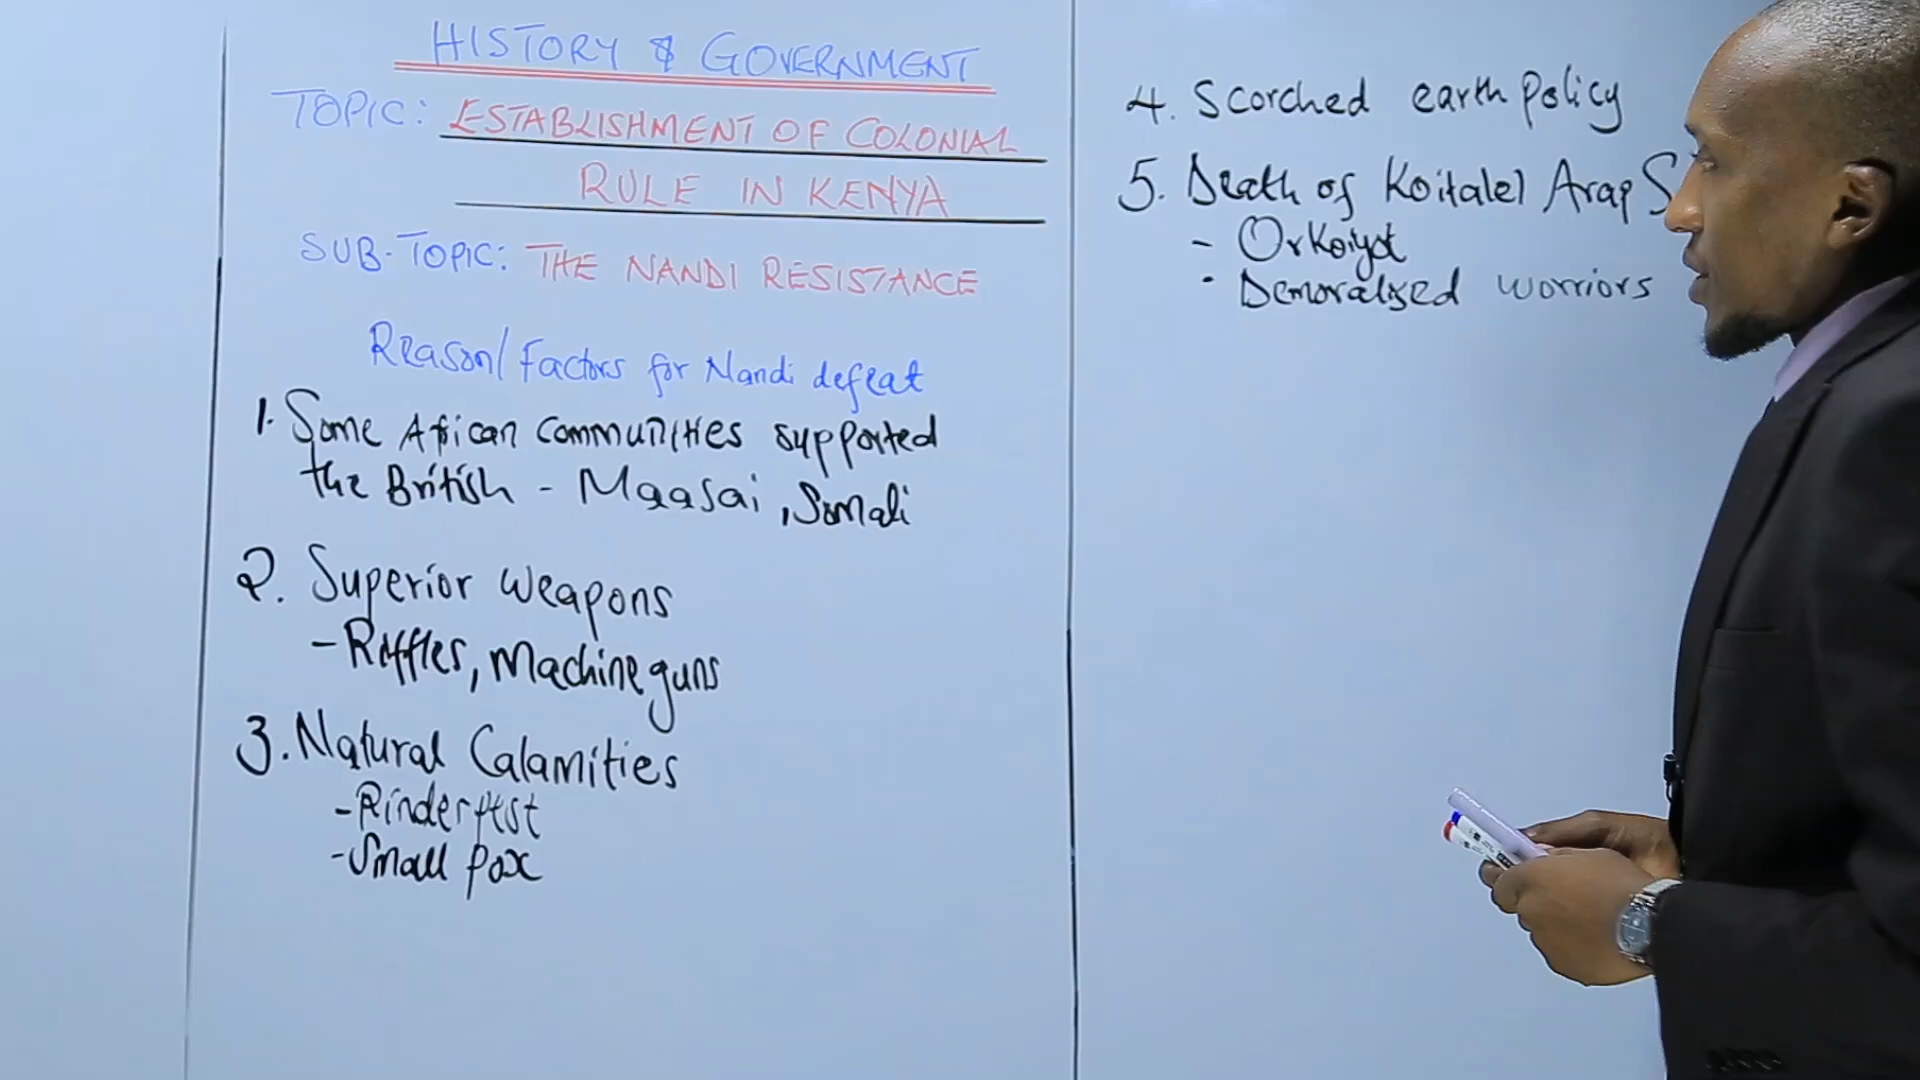 HISTORY & GOVERNMENT
TOPIC: ESTABLISHMENT OF COLONIAL
RULE IN KENYA
SUB-TOPIC: THE NANDI RESISTANCE
Reason/Factors for Nandi defeat
1. Some African communities supported
the British - Maasai, Somali
2. Superior weapons
- Riffles, Machine guns
3. Natural Calamities
- Rinderpest
- Small pox
4. Scorched earth policy
5. Death of Koitalel Arap S
- Orkoiyot
- Demoralized worriors